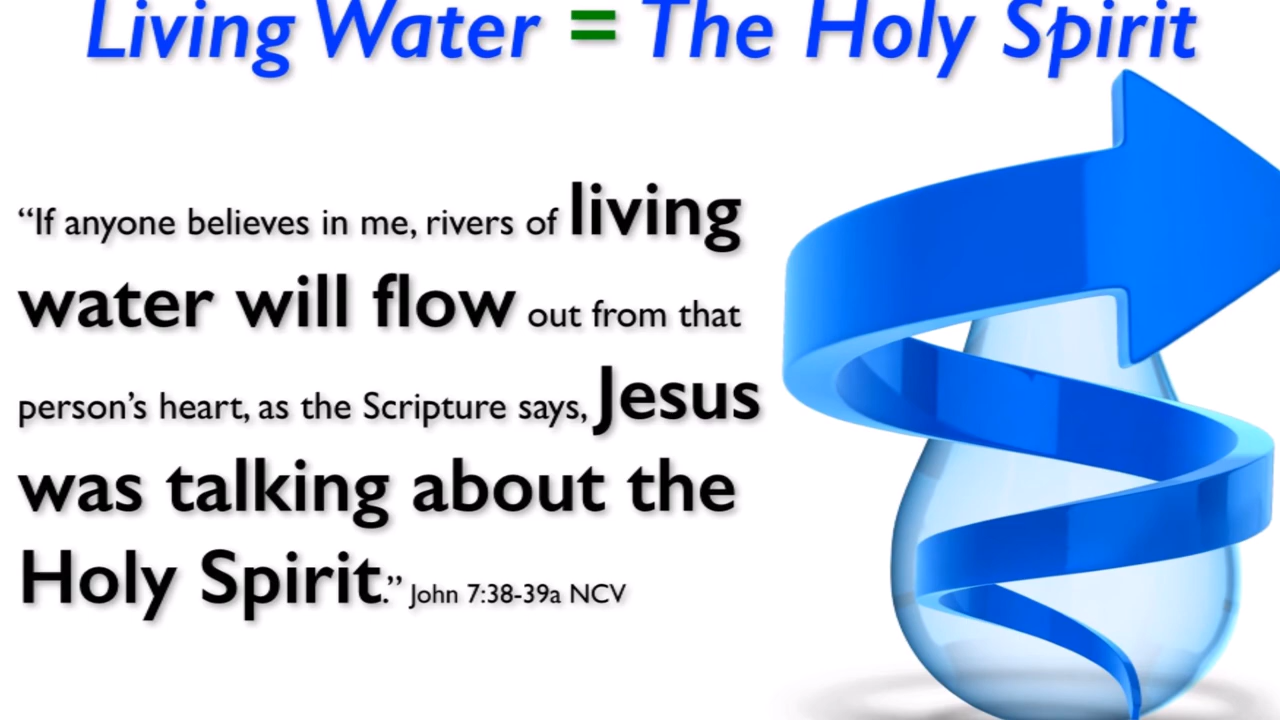 Living Water = The Holy Spirit
“If anyone believes in me, rivers of living
water will flow out from that
person’s heart, as the Scripture says, Jesus
was talking about the
Holy Spirit.” John 7:38-39a NCV